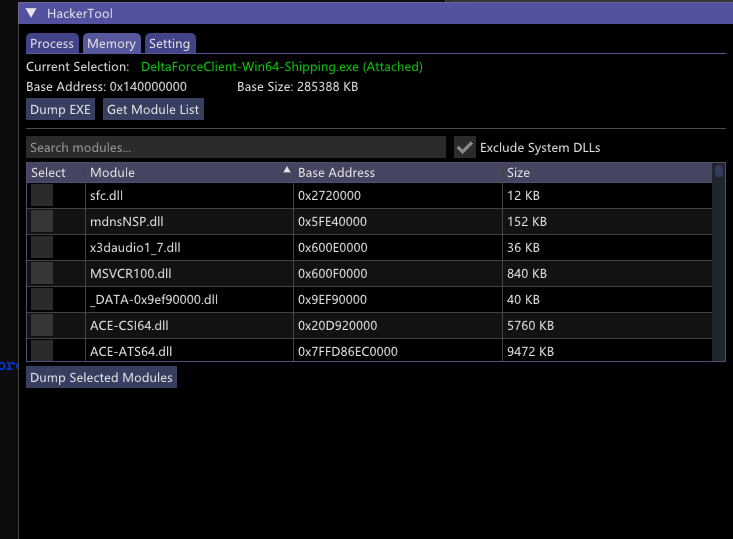 HackerTool
Process Memory Setting
Current Selection: DeltaForceClient-Win64-Shipping.exe (Attached)
Base Address: 0x140000000 Base Size: 285388 KB
Dump EXE Get Module List
Search modules... Exclude System DLLs
Select Module Base Address Size
sfc.dll 0x2720000 12 KB
mdnsNSP.dll 0x5FE40000 152 KB
x3daudio1_7.dll 0x600E0000 36 KB
MSVCR100.dll 0x600F0000 840 KB
_DATA-0x9ef90000.dll 0x9EF90000 40 KB
ACE-CSI64.dll 0x20D920000 5760 KB
ACE-ATS64.dll 0x7FFD86EC0000 9472 KB
Dump Selected Modules